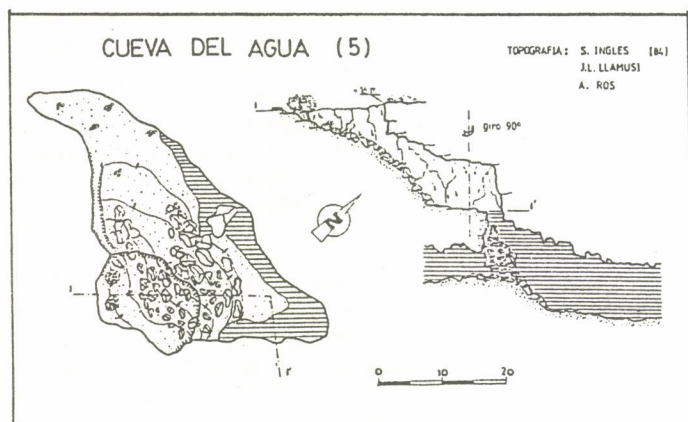 CUEVA DEL AGUA (5)
TOPOGRAFIA: S. INGLES (84)
J.L. LLAMUSI
A. ROS
giro 90º
I
I'
N
I
I'
0 10 20